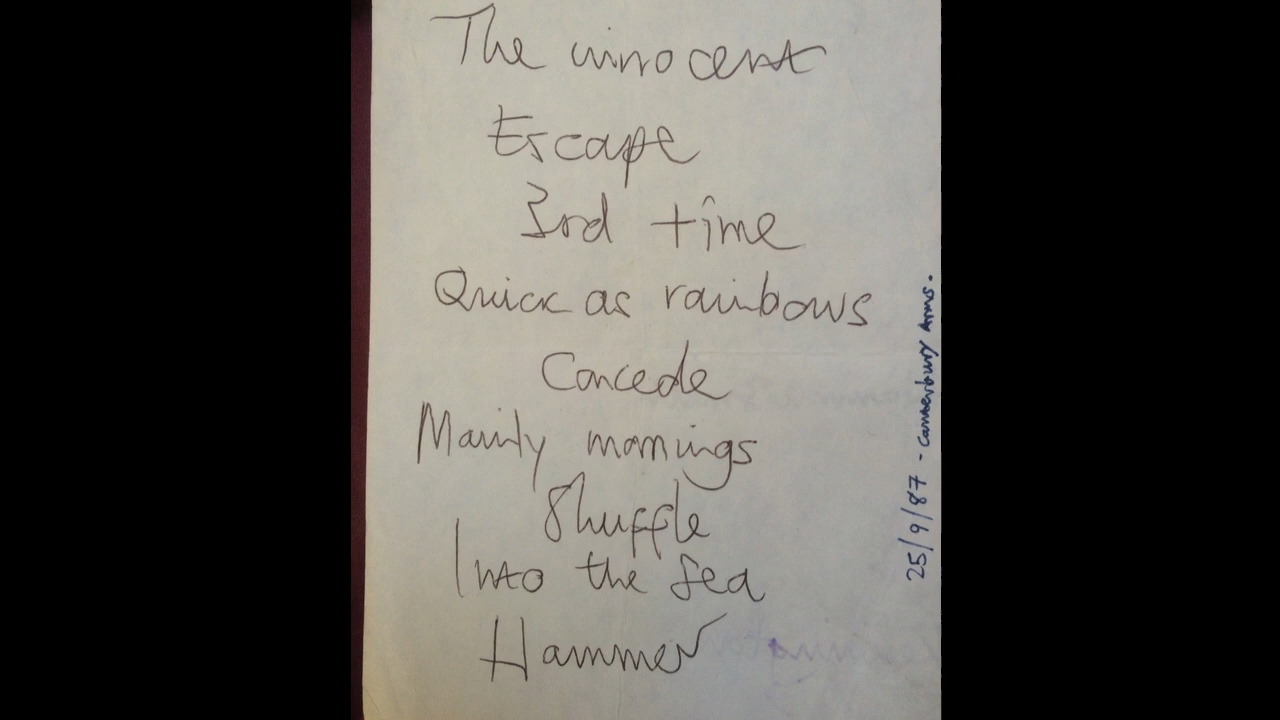 The innocent
Escape
3rd time
Quick as rainbows
Concede
Mainly mornings
Shuffle
Into the Sea
Hammer
25/9/87 - Canterbury Arms.